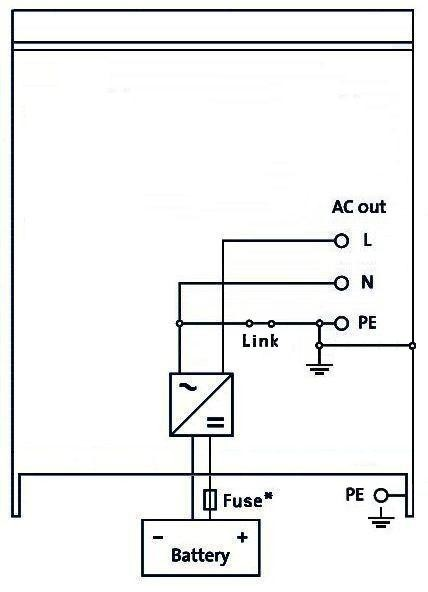 AC out
L
N
PE
Link
Fuse*
PE
- +
Battery